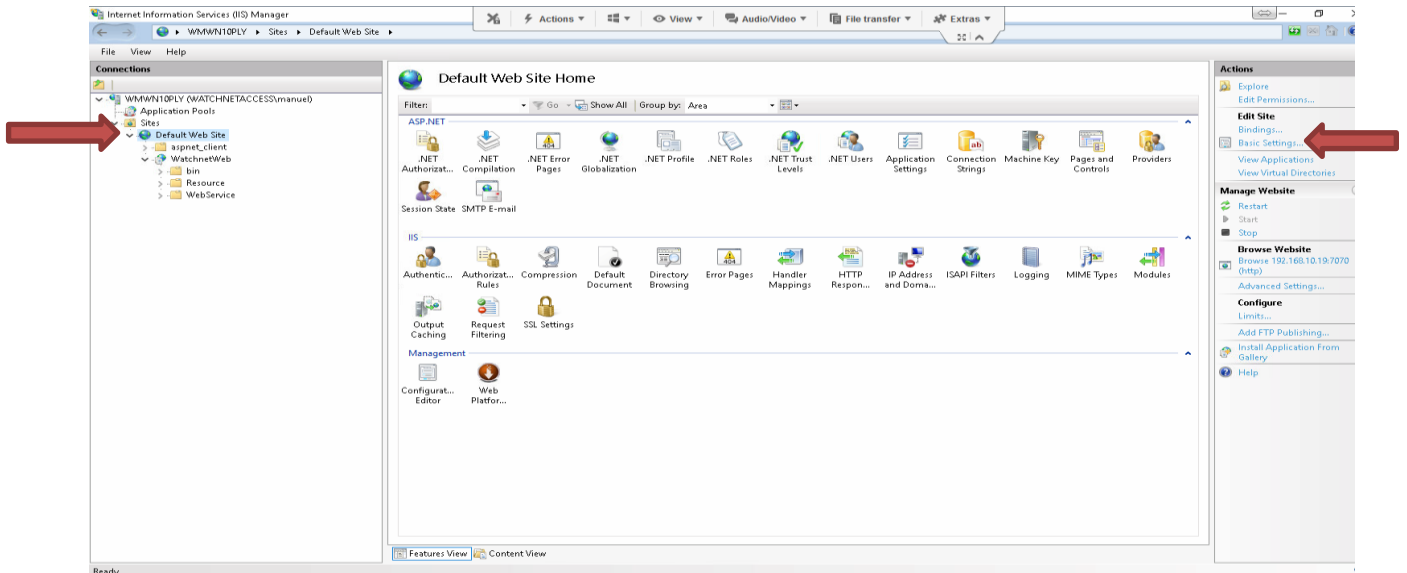 Internet Information Services (IIS) Manager
Actions
View
Audio/Video
File transfer
Extras
WMWN10PLY Sites Default Web Site
File View Help
Connections
WMWN10PLY (WATCHNETACCESS\manuel)
Application Pools
Sites
Default Web Site
aspnet_client
WatchnetWeb
bin
Resource
WebService
Default Web Site Home
Filter: Go Show All Group by: Area
ASP.NET
.NET Authorizat...
.NET Compilation
.NET Error Pages
.NET Globalization
.NET Profile
.NET Roles
.NET Trust Levels
.NET Users
Application Settings
Connection Strings
Machine Key
Pages and Controls
Providers
Session State
SMTP E-mail
IIS
Authentic...
Authorizat... Rules
Compression
Default Document
Directory Browsing
Error Pages
Handler Mappings
HTTP Respon...
IP Address and Doma...
ISAPI Filters
Logging
MIME Types
Modules
Output Caching
Request Filtering
SSL Settings
Management
Configurat... Editor
Web Platfor...
Features View
Content View
Actions
Explore
Edit Permissions...
Edit Site
Bindings...
Basic Settings...
View Applications
View Virtual Directories
Manage Website
Restart
Start
Stop
Browse Website
Browse 192.168.10.19:7070 (http)
Advanced Settings...
Configure
Limits...
Add FTP Publishing...
Install Application From Gallery
Help
Ready